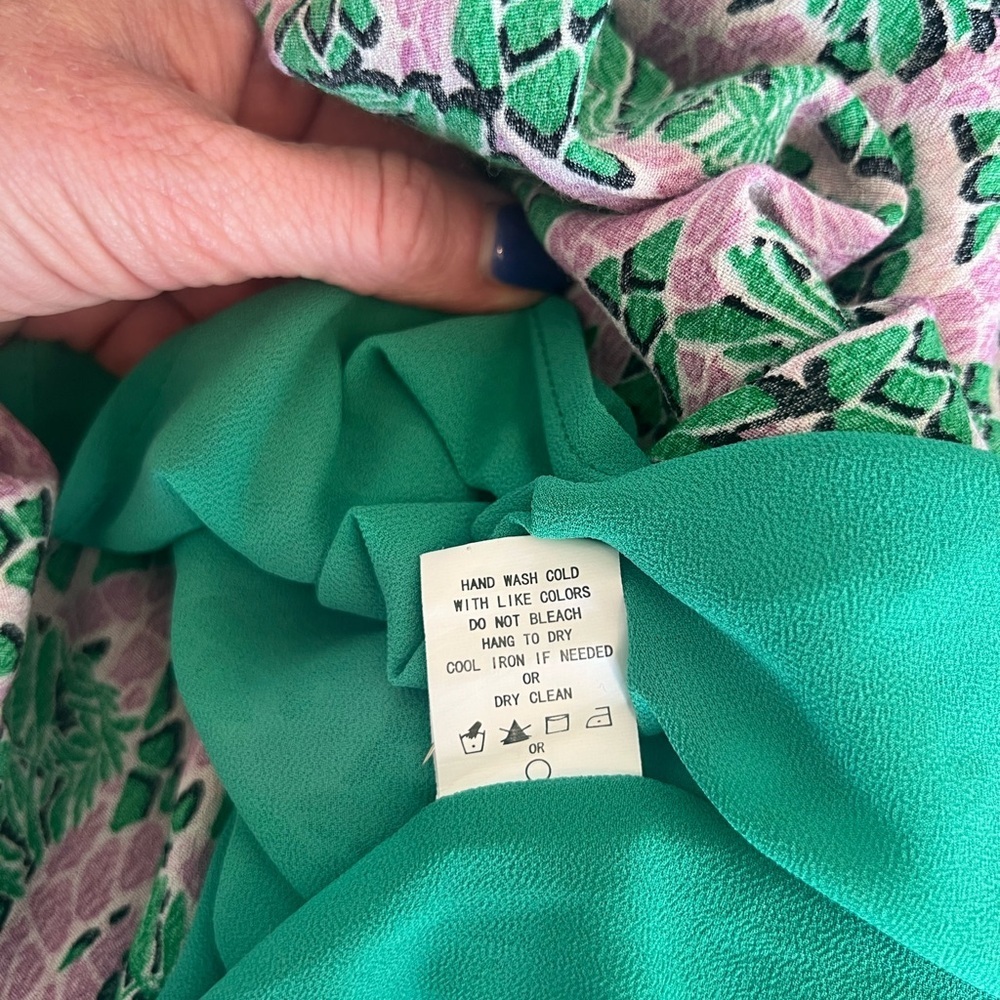 HAND WASH COLD
WITH LIKE COLORS
DO NOT BLEACH
HANG TO DRY
COOL IRON IF NEEDED
OR
DRY CLEAN
OR